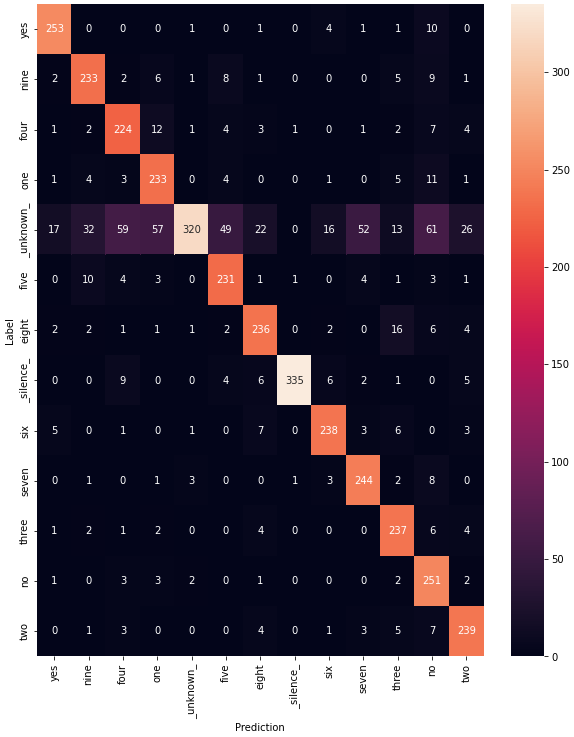 yes 253 0 0 0 1 0 1 0 4 1 1 10 0
nine 2 233 2 6 1 8 1 0 0 0 5 9 1
four 1 2 224 12 1 4 3 1 0 1 2 7 4
one 1 4 3 233 0 4 0 0 1 0 5 11 1
_unknown_ 17 32 59 57 320 49 22 0 16 52 13 61 26
five 0 10 4 3 0 231 1 1 0 4 1 3 1
eight 2 2 1 1 1 2 236 0 2 0 16 6 4
_silence_ 0 0 9 0 0 4 6 335 6 2 1 0 5
six 5 0 1 0 1 0 7 0 238 3 6 0 3
seven 0 1 0 1 3 0 0 1 3 244 2 8 0
three 1 2 1 2 0 0 4 0 0 0 237 6 4
no 1 0 3 3 2 0 1 0 0 0 2 251 2
two 0 1 3 0 0 0 4 0 1 3 5 7 239
yes nine four one _unknown_ five eight _silence_ six seven three no two
Prediction
Label
300
250
200
150
100
50
0